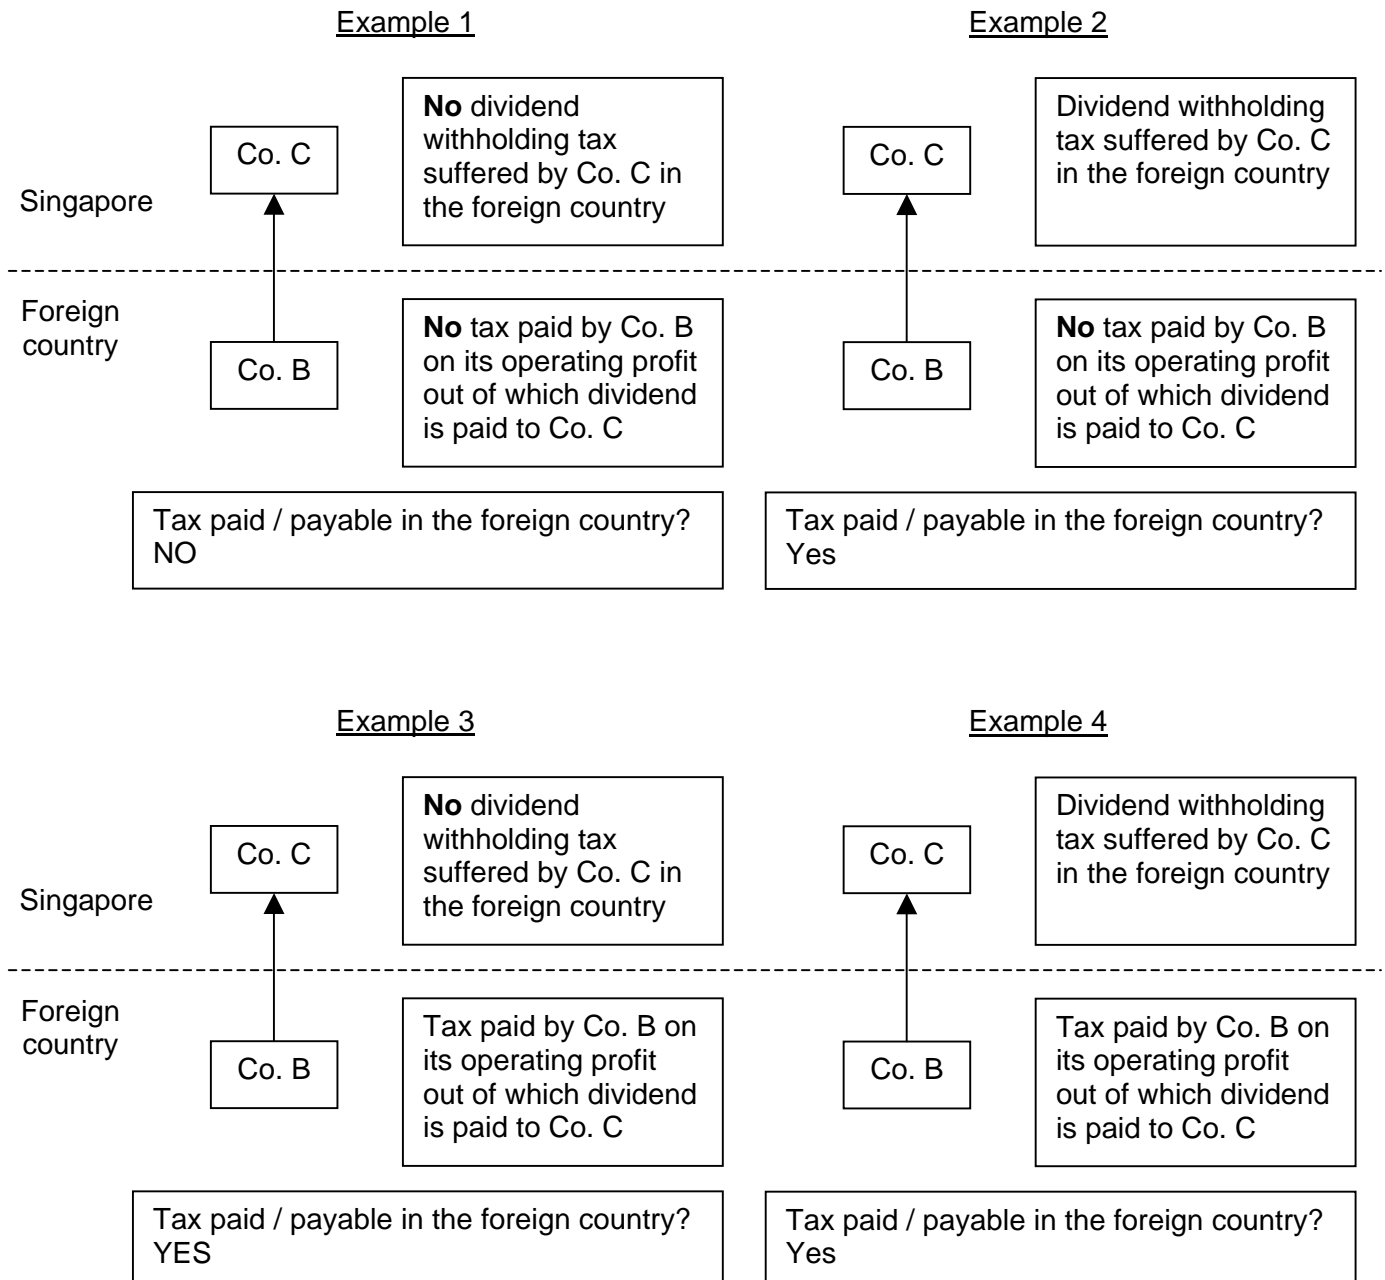 Example 1
No dividend
withholding tax
suffered by Co. C in
the foreign country
Co. C
Singapore
Foreign
country
No tax paid by Co. B
on its operating profit
out of which dividend
is paid to Co. C
Co. B
Tax paid / payable in the foreign country?
NO
Example 2
Dividend withholding
tax suffered by Co. C
in the foreign country
Co. C
No tax paid by Co. B
on its operating profit
out of which dividend
is paid to Co. C
Co. B
Tax paid / payable in the foreign country?
Yes
Example 3
No dividend
withholding tax
suffered by Co. C in
the foreign country
Co. C
Singapore
Foreign
country
Tax paid by Co. B on
its operating profit
out of which dividend
is paid to Co. C
Co. B
Tax paid / payable in the foreign country?
YES
Example 4
Dividend withholding
tax suffered by Co. C
in the foreign country
Co. C
Tax paid by Co. B on
its operating profit
out of which dividend
is paid to Co. C
Co. B
Tax paid / payable in the foreign country?
Yes